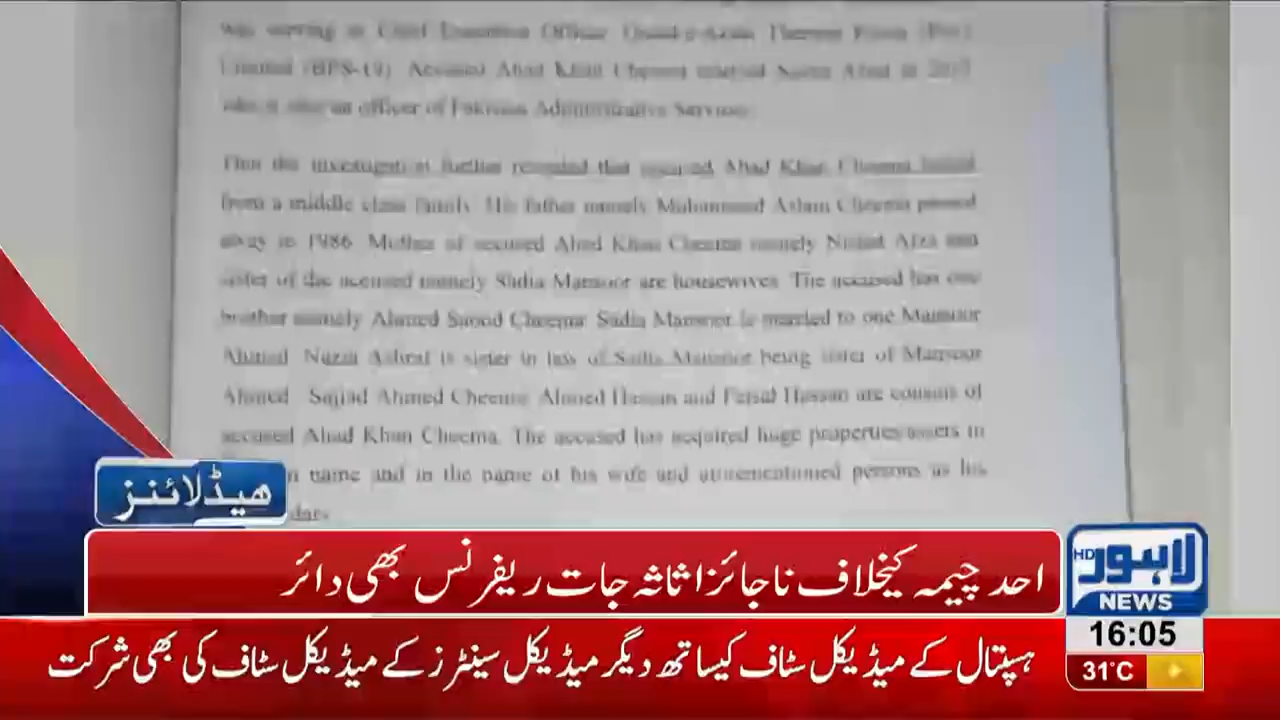 was serving as Chief Executive Officer Quaid-e-Azam Thermal Power (Pvt.)
Limited (BPS-19). Accused Ahad Khan Cheema married Saima Ahad in
who is also an officer of Pakistan Administrative Services.
That the investigation further revealed that accused Ahad Khan Cheema hailed
from a middle class family. His father namely Muhammad Aslam Cheema passed
away in 1986. Mother of accused Ahad Khan Cheema namely Nishat Afza and
sister of the accused namely Sadia Mansoor are housewives. The accused has one
brother namely Ahmed Saood Cheema. Sadia Mansoor is married to one Mansoor
Ahmad. Nazia Ashraf is sister in law of Sadia Mansoor being sister of Mansoor
Ahmed. Sajjad Ahmed Cheema, Ahmed Hassan and Faisal Hassan are cousins of
accused Ahad Khan Cheema. The accused has acquired huge properties/assets in
name and in the name of his wife and aforementioned persons as his
ہیڈلائنز
احد چیمہ کیخلاف ناجائز اثاثہ جات ریفرنس بھی دائر
لاہور HD
NEWS
16:05
31°C
ہسپتال کے میڈیکل سٹاف کیساتھ دیگر میڈیکل سینٹرز کے میڈیکل سٹاف کی بھی شرکت